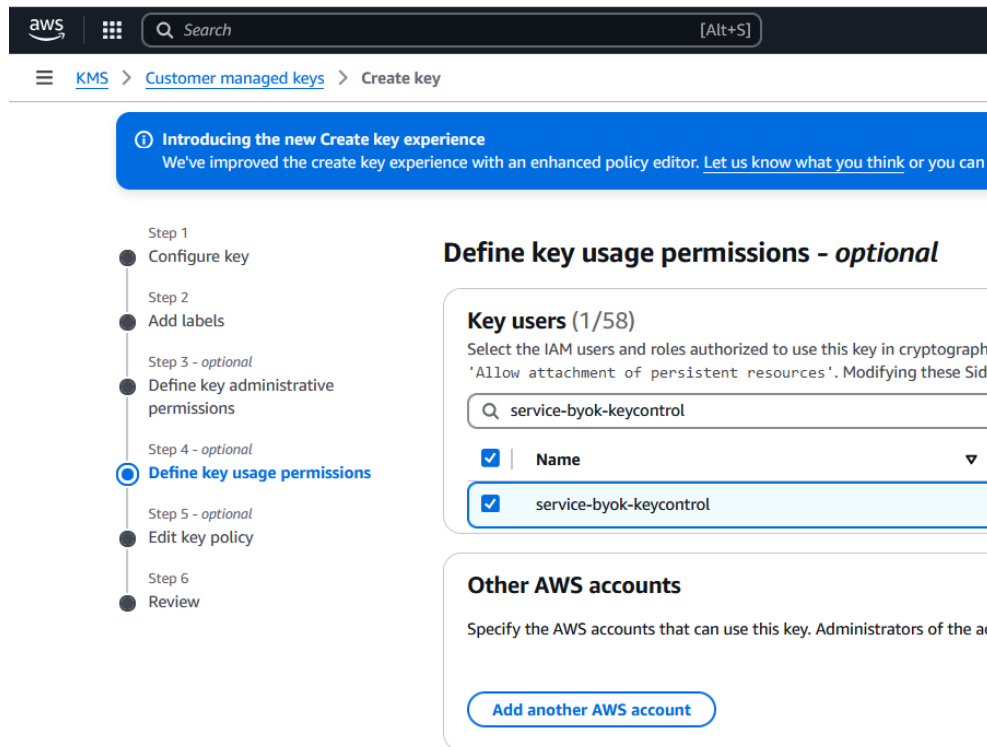 aws
Search [Alt+S]
KMS > Customer managed keys > Create key
Introducing the new Create key experience
We've improved the create key experience with an enhanced policy editor. Let us know what you think or you can
Step 1
Configure key
Step 2
Add labels
Step 3 - optional
Define key administrative
permissions
Step 4 - optional
Define key usage permissions
Step 5 - optional
Edit key policy
Step 6
Review
Define key usage permissions - optional
Key users (1/58)
Select the IAM users and roles authorized to use this key in cryptograph
'Allow attachment of persistent resources'. Modifying these Sid
service-byok-keycontrol
Name
service-byok-keycontrol
Other AWS accounts
Specify the AWS accounts that can use this key. Administrators of the
Add another AWS account